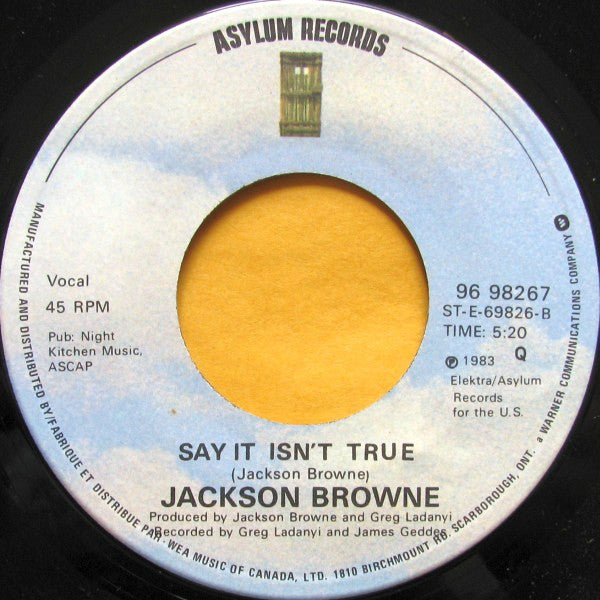 ASYLUM RECORDS
Vocal
45 RPM
Pub: Night
Kitchen Music,
ASCAP
96 98267
ST-E-69826-B
TIME: 5:20
Q
℗ 1983
Elektra/Asylum
Records
for the U.S.
SAY IT ISN'T TRUE
(Jackson Browne)
JACKSON BROWNE
Produced by Jackson Browne and Greg Ladanyi
Recorded by Greg Ladanyi and James Geddes
MANUFACTURED AND DISTRIBUTED BY/FABRIQUE ET DISTRIBUE PAR: WEA MUSIC OF CANADA, LTD. 1810 BIRCHMOUNT RD. SCARBOROUGH, ONT. a WARNER COMMUNICATIONS COMPANY